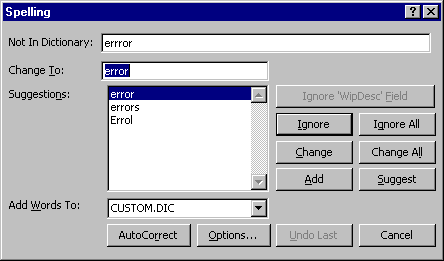 Spelling
Not In Dictionary: errror
Change To: error
Suggestions: error
errors
Errol
Ignore 'WipDesc' Field
Ignore Ignore All
Change Change All
Add Suggest
Add Words To: CUSTOM.DIC
AutoCorrect Options... Undo Last Cancel